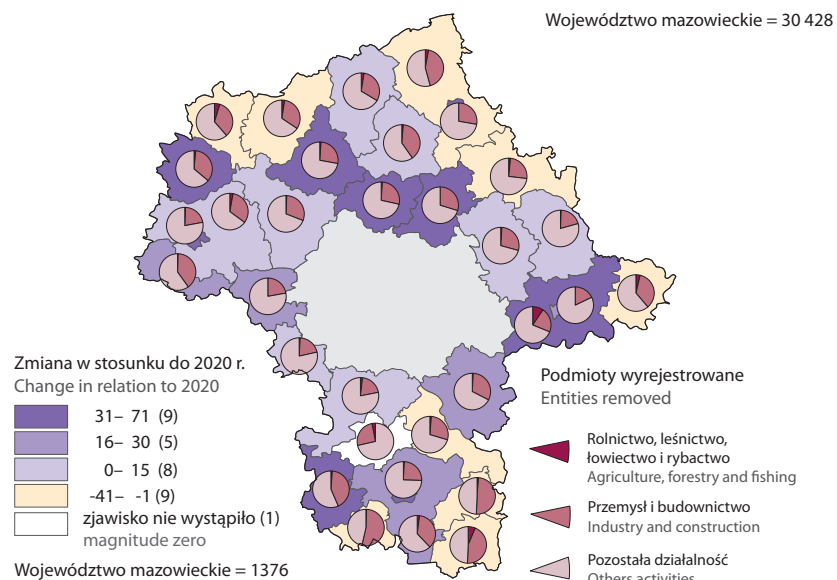 Województwo mazowieckie = 30 428
Zmiana w stosunku do 2020 r.
Change in relation to 2020
31– 71 (9)
16– 30 (5)
0– 15 (8)
-41– -1 (9)
zjawisko nie wystąpiło (1)
magnitude zero
Województwo mazowieckie = 1376
Podmioty wyrejestrowane
Entities removed
Rolnictwo, leśnictwo,
łowiectwo i rybactwo
Agriculture, forestry and fishing
Przemysł i budownictwo
Industry and construction
Pozostała działalność
Others activities